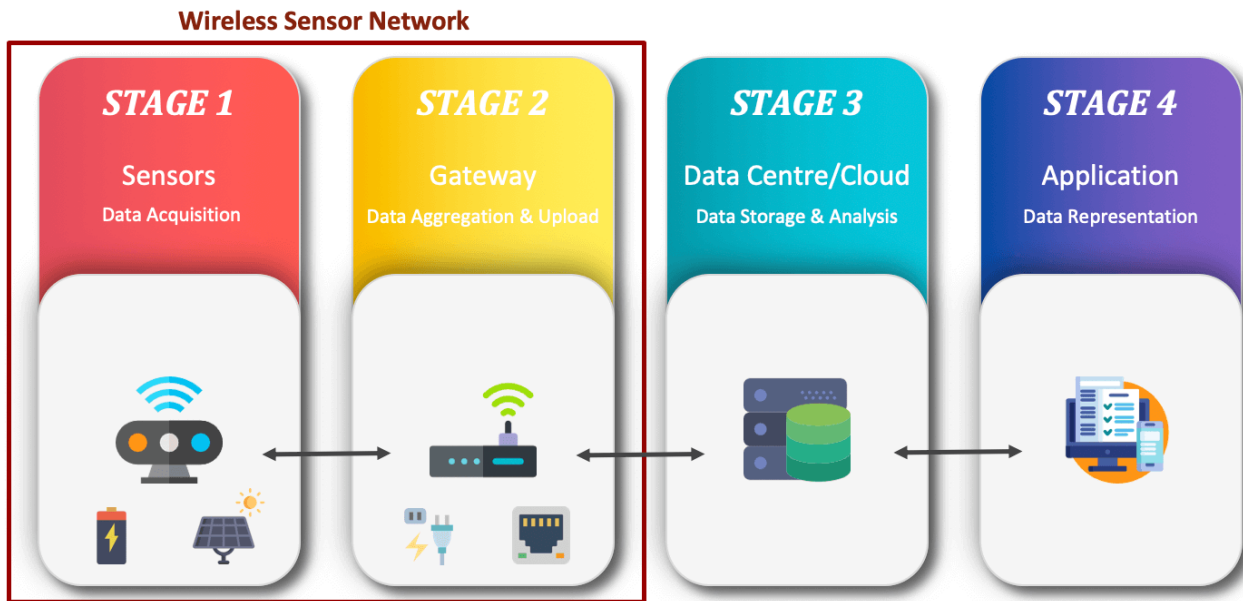 Wireless Sensor Network
STAGE 1
Sensors
Data Acquisition
STAGE 2
Gateway
Data Aggregation & Upload
STAGE 3
Data Centre/Cloud
Data Storage & Analysis
STAGE 4
Application
Data Representation